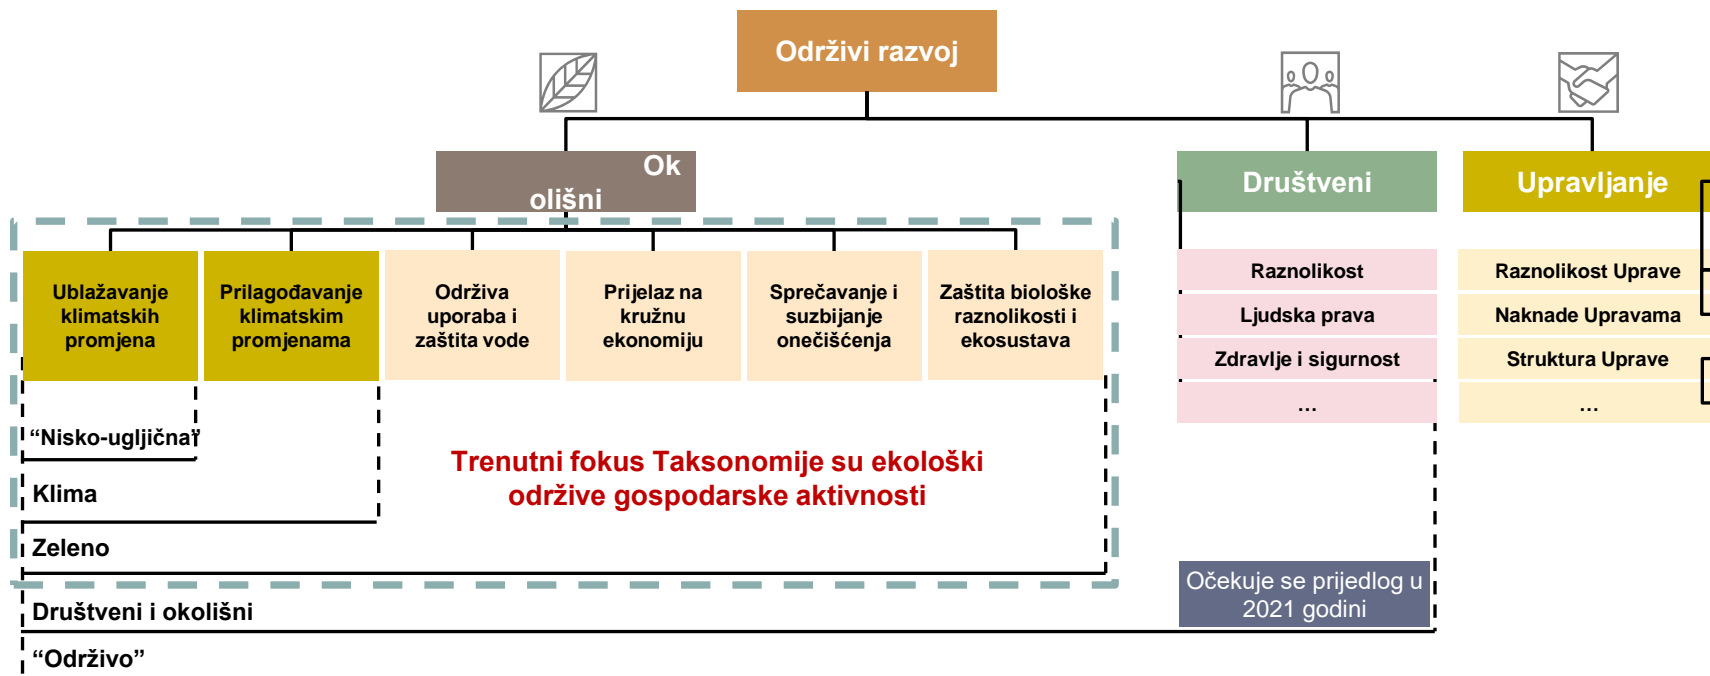 Održivi razvoj
Ok
olišni
Društveni
Upravljanje
Ublažavanje
klimatskih
promjena
Prilagođavanje
klimatskim
promjenama
Održiva
uporaba i
zaštita vode
Prijelaz na
kružnu
ekonomiju
Sprečavanje i
suzbijanje
onečišćenja
Zaštita biološke
raznolikosti i
ekosustava
Raznolikost
Ljudska prava
Zdravlje i sigurnost
...
Raznolikost Uprave
Naknade Upravama
Struktura Uprave
...
“Nisko-ugljična”
Klima
Zeleno
Trenutni fokus Taksonomije su ekološki
održive gospodarske aktivnosti
Očekuje se prijedlog u
2021 godini
Društveni i okolišni
“Održivo”